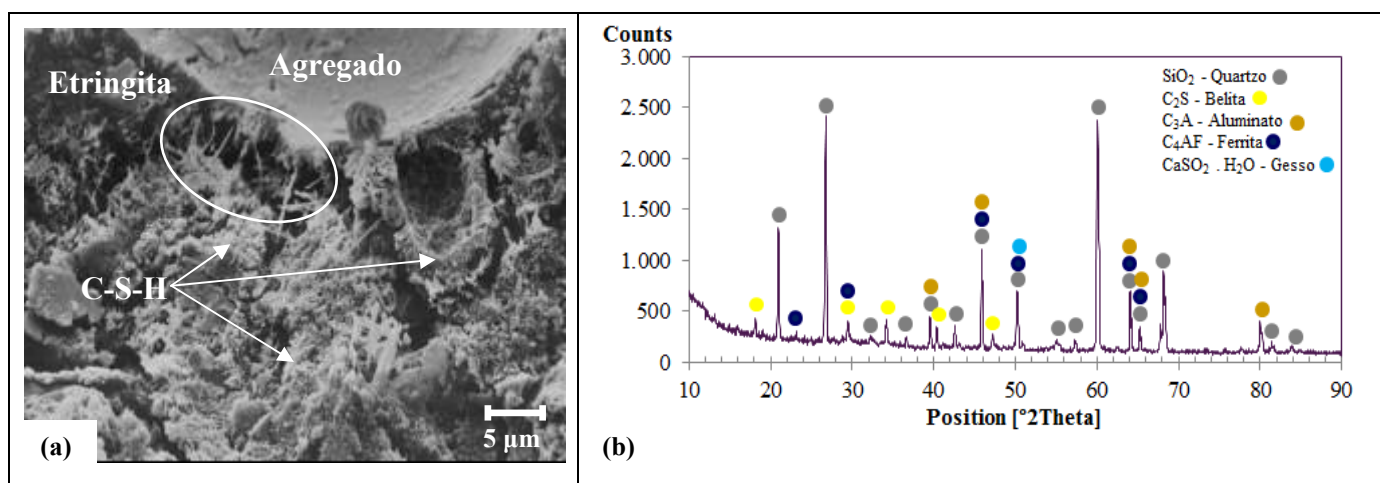 Etringita
Agregado
C-S-H
5 µm
(a)
Counts
3.000
2.500
2.000
1.500
1.000
500
0
10 20 30 40 50 60 70 80 90
Position [°2Theta]
SiO₂ - Quartzo
C₂S - Belita
C₃A - Aluminato
C₄AF - Ferrita
CaSO₂ . H₂O - Gesso
(b)